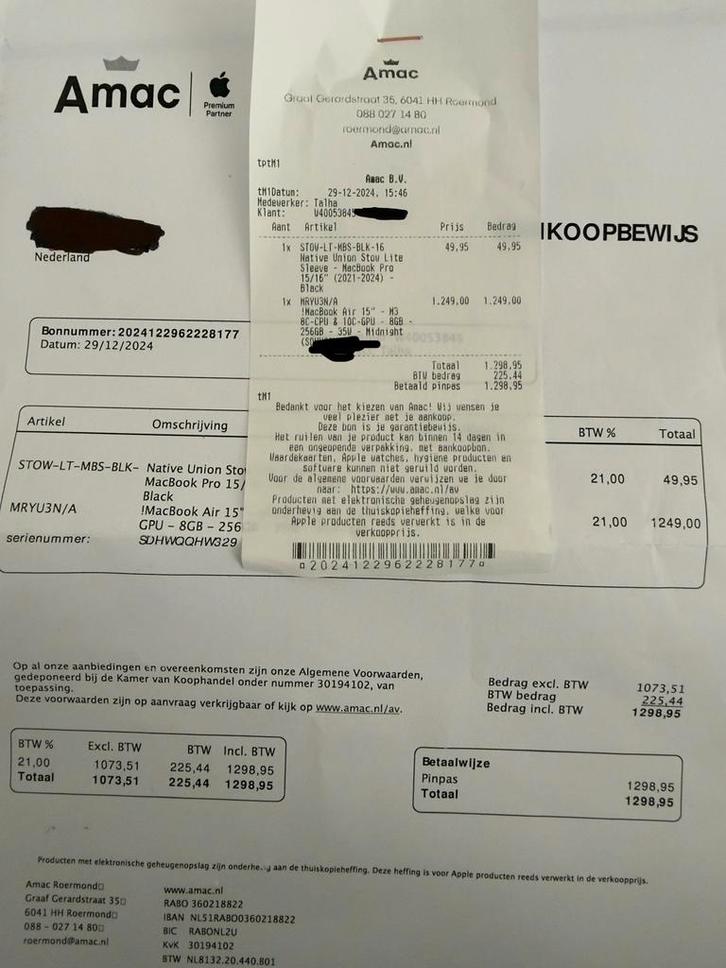 Amac
Premium
Partner
Amac
Graaf Gerardstraat 35, 6041 HH Roermond
088 027 14 80
roermond@amac.nl
Amac.nl
tptM1
Amac B.V.
tM1Datum: 29-12-2024, 15:46
Medewerker: Talha
Klant: W4005384
Aant Artikel Prijs Bedrag
1x STOW-LT-MBS-BLK-16 49,95 49,95
Native Union Stow Lite
Sleeve - MacBook Pro
15/16" (2021-2024) -
Black
1x MRYU3N/A 1.249,00 1.249,00
!MacBook Air 15" - M3
8C-CPU & 10C-GPU - 8GB -
256GB - 35W - Midnight
Totaal 1.298,95
BTW bedrag 225,44
Betaald pinpas 1.298,95
tM1
Bedankt voor het kiezen van Amac! Wij wensen je
veel plezier met je aankoop.
Deze bon is je garantiebewijs.
Het ruilen van je product kan binnen 14 dagen in
een ongeopende verpakking, met aankoopbon.
Waardekaarten, Apple watches, hygiene producten en
software kunnen niet geruild worden.
Voor de algemene voorwaarden verwijzen we je door
naar: https://www.amac.nl/av
Producten met elektronische geheugenopslag zijn
onderhevig aan de thuiskopieheffing, welke voor
Apple producten reeds verwerkt is in de
verkoopprijs.
a2024122962228177a
Nederland
KOOPBEWIJS
Bonnummer: 2024122962228177
Datum: 29/12/2024
Artikel Omschrijving BTW % Totaal
STOW-LT-MBS-BLK- Native Union Sto 21,00 49,95
MacBook Pro 15/
Black
MRYU3N/A !MacBook Air 15" 21,00 1249,00
GPU - 8GB - 256
serienummer: SDHWQQHW329
Op al onze aanbiedingen en overeenkomsten zijn onze Algemene Voorwaarden,
gedeponeerd bij de Kamer van Koophandel onder nummer 30194102, van
toepassing.
Deze voorwaarden zijn op aanvraag verkrijgbaar of kijk op www.amac.nl/av.
Bedrag excl. BTW 1073,51
BTW bedrag 225,44
Bedrag incl. BTW 1298,95
BTW % Excl. BTW BTW Incl. BTW
21,00 1073,51 225,44 1298,95
Totaal 1073,51 225,44 1298,95
Betaalwijze
Pinpas 1298,95
Totaal 1298,95
Producten met elektronische geheugenopslag zijn aan de thuiskopieheffing. Deze heffing is voor Apple producten reeds verwerkt in de verkoopprijs.
Amac Roermond
Graaf Gerardstraat 35
6041 HH Roermond
088 - 027 14 80
roermond@amac.nl
www.amac.nl
RABO 360218822
IBAN NL51RABO0360218822
BIC RABONL2U
KvK 30194102
BTW NL8132.20.440.B01